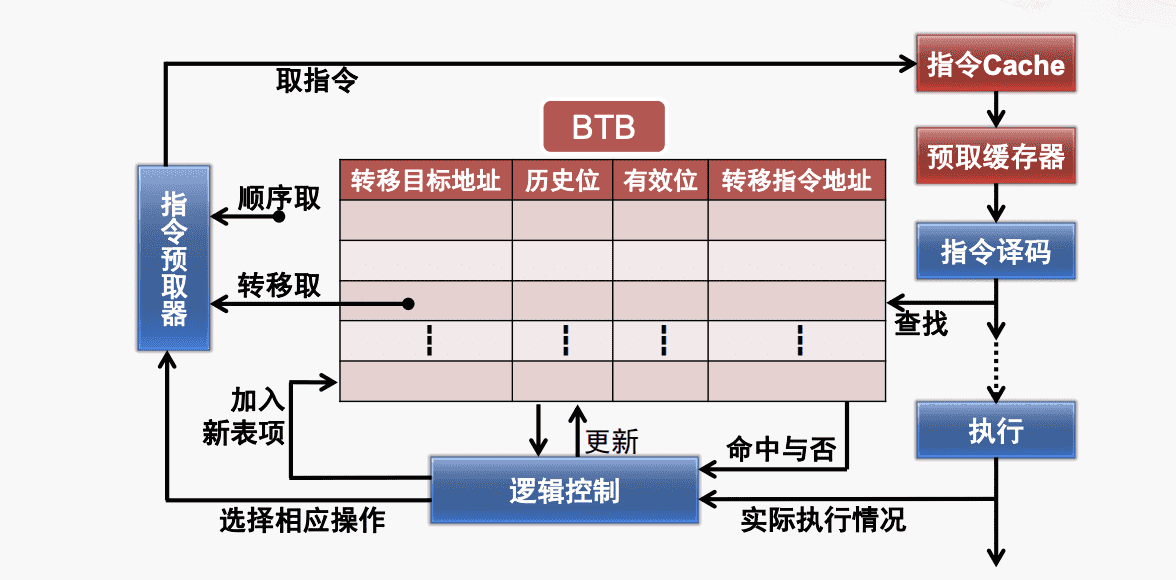 取指令
指令Cache
BTB
预取缓存器
转移目标地址 历史位 有效位 转移指令地址
指令预取器
顺序取
指令译码
转移取
查找
加入
新表项
更新
命中与否
执行
逻辑控制
选择相应操作
实际执行情况